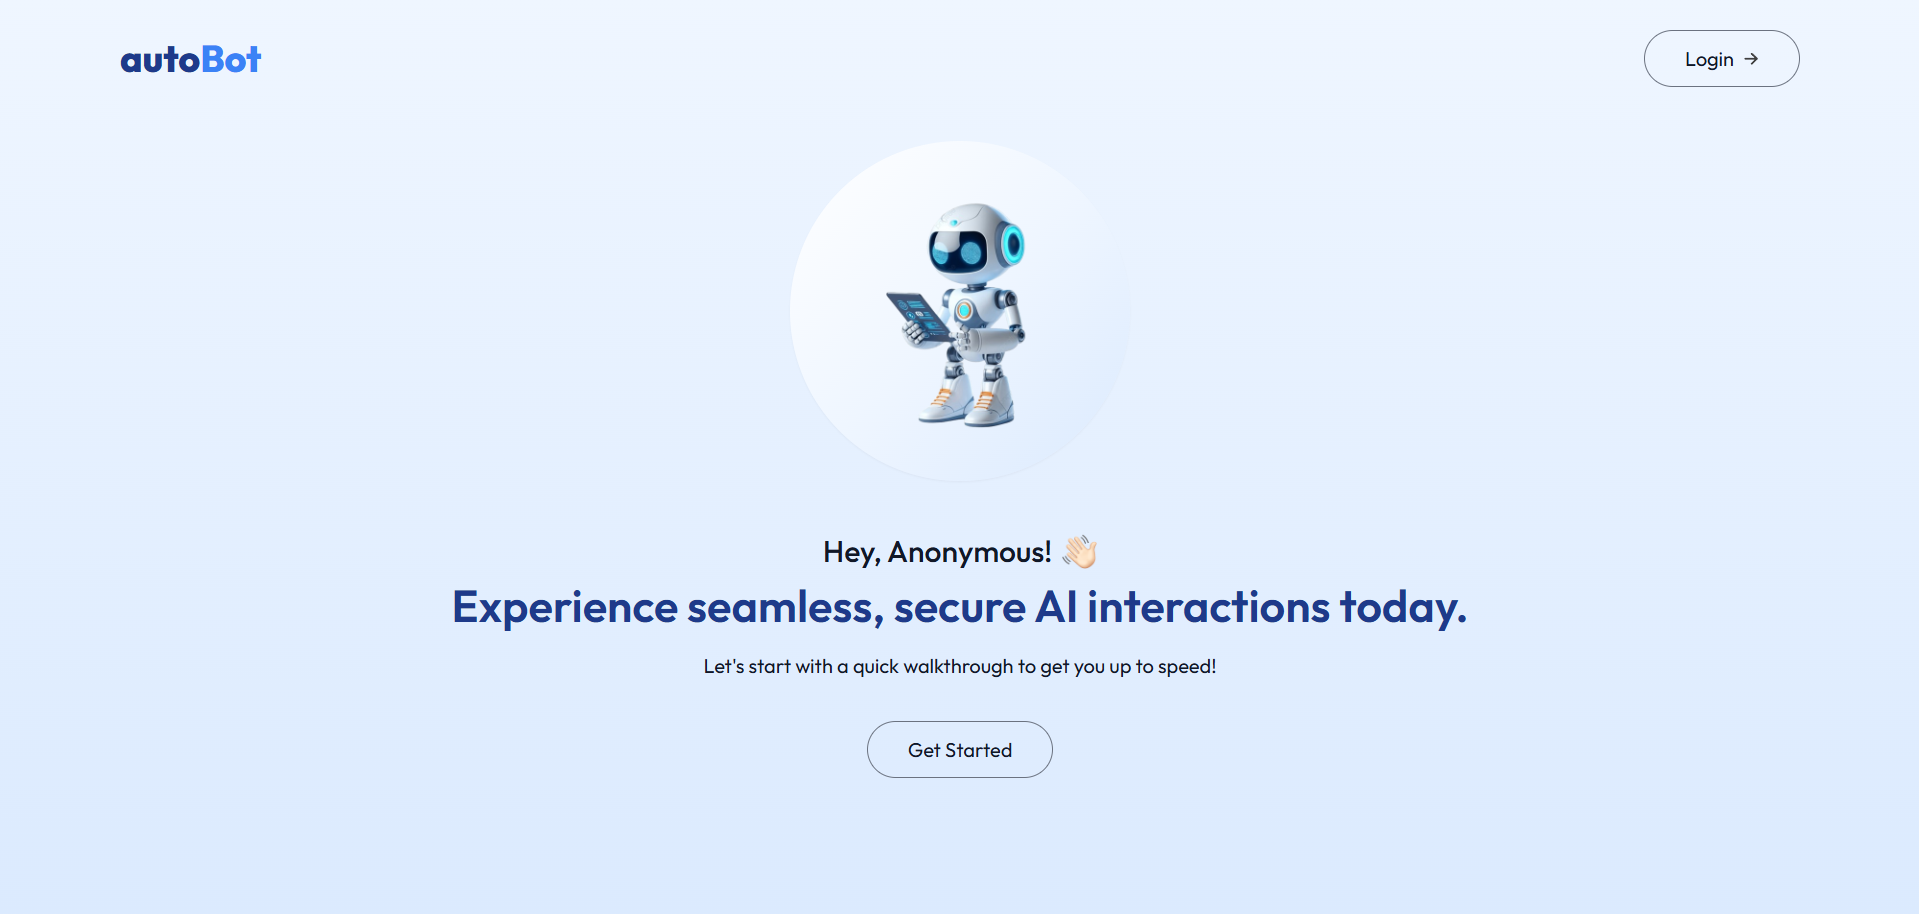 autoBot
Login →
Hey, Anonymous! 👋🏻
Experience seamless, secure AI interactions today.
Let's start with a quick walkthrough to get you up to speed!
Get Started